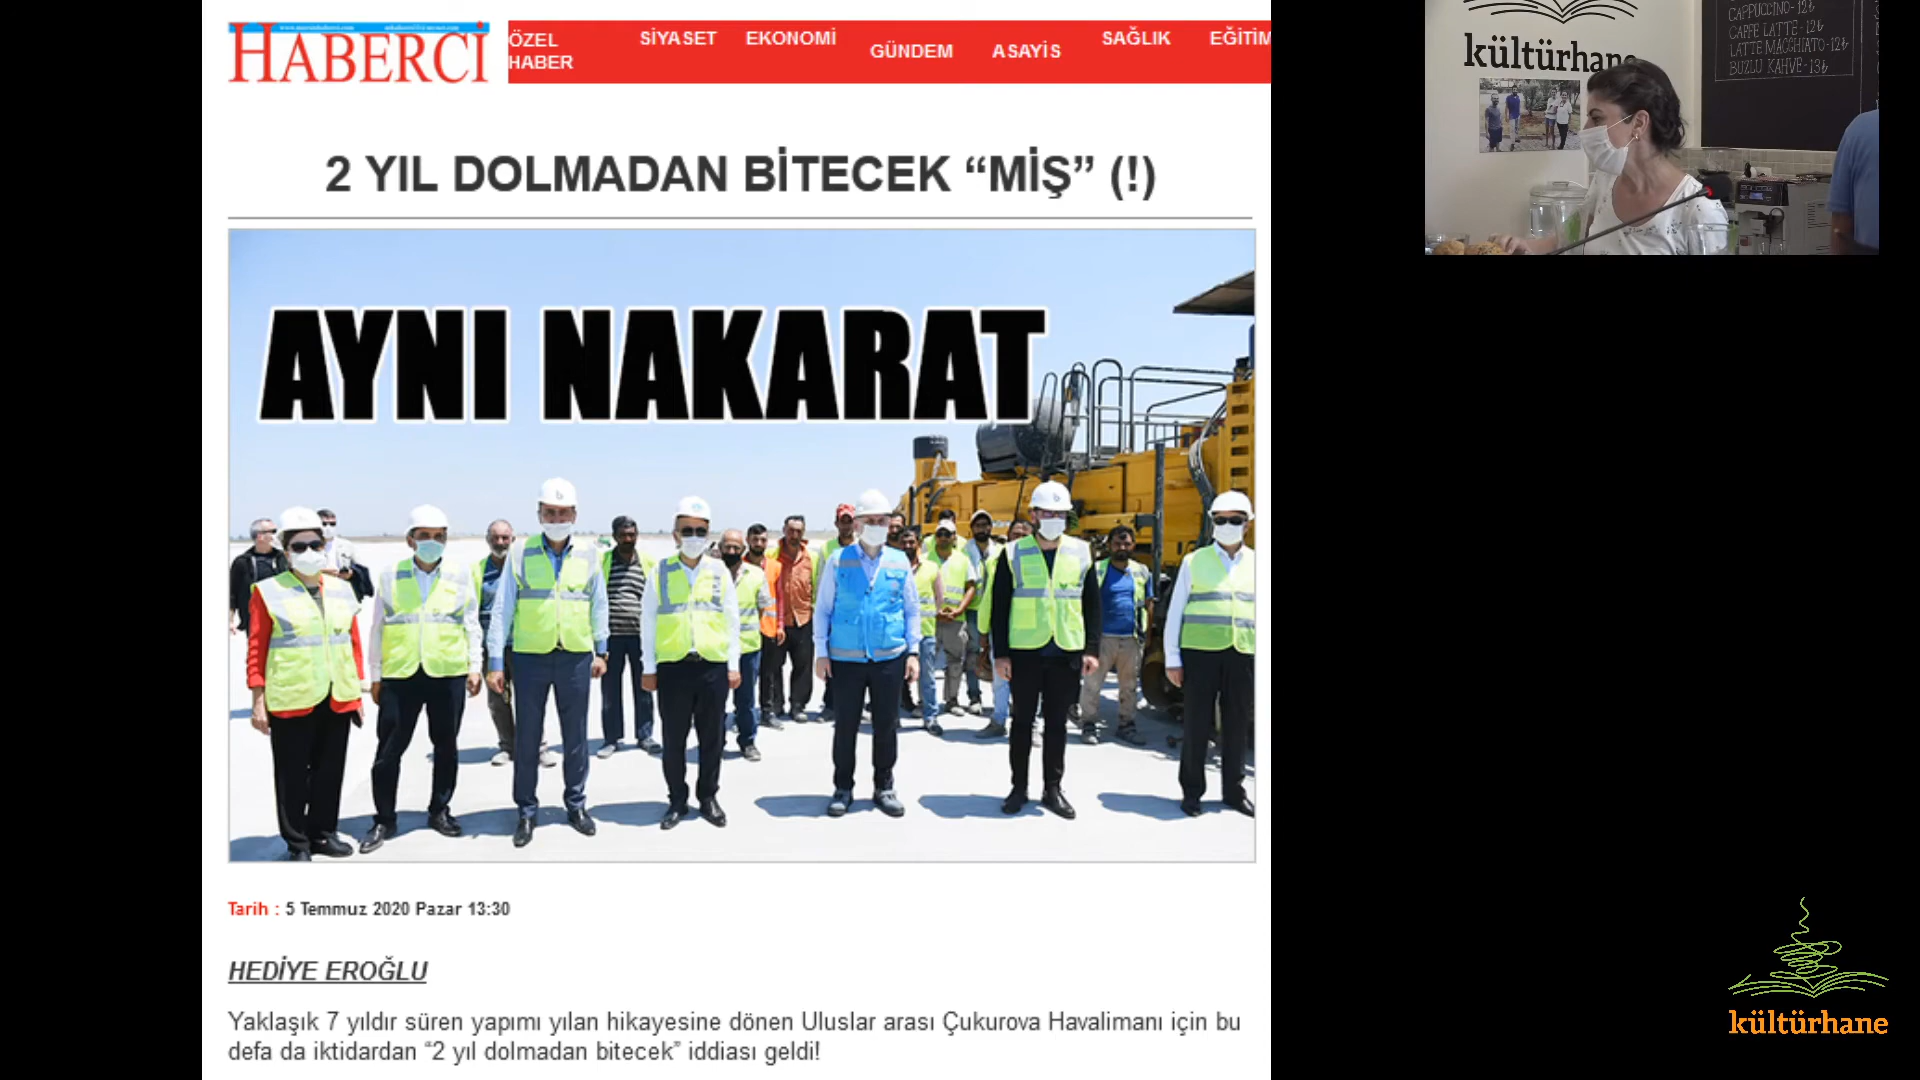 www.mersinhaberci.com
HABERCİ
ÖZEL HABER
SİYASET
EKONOMİ
GÜNDEM
ASAYİS
SAĞLIK
EĞİTİM
2 YIL DOLMADAN BİTECEK “MİŞ” (!)
AYNI NAKARAT
Tarih : 5 Temmuz 2020 Pazar 13:30
HEDİYE EROĞLU
Yaklaşık 7 yıldır süren yapımı yılan hikayesine dönen Uluslar arası Çukurova Havalimanı için bu
defa da iktidardan “2 yıl dolmadan bitecek” iddiası geldi!
kültürhane
CAPPUCCINO-12₺
CAFFE LATTE-12₺
LATTE MACCHIATO-12₺
BUZLU KAHVE-13₺
kültürhane